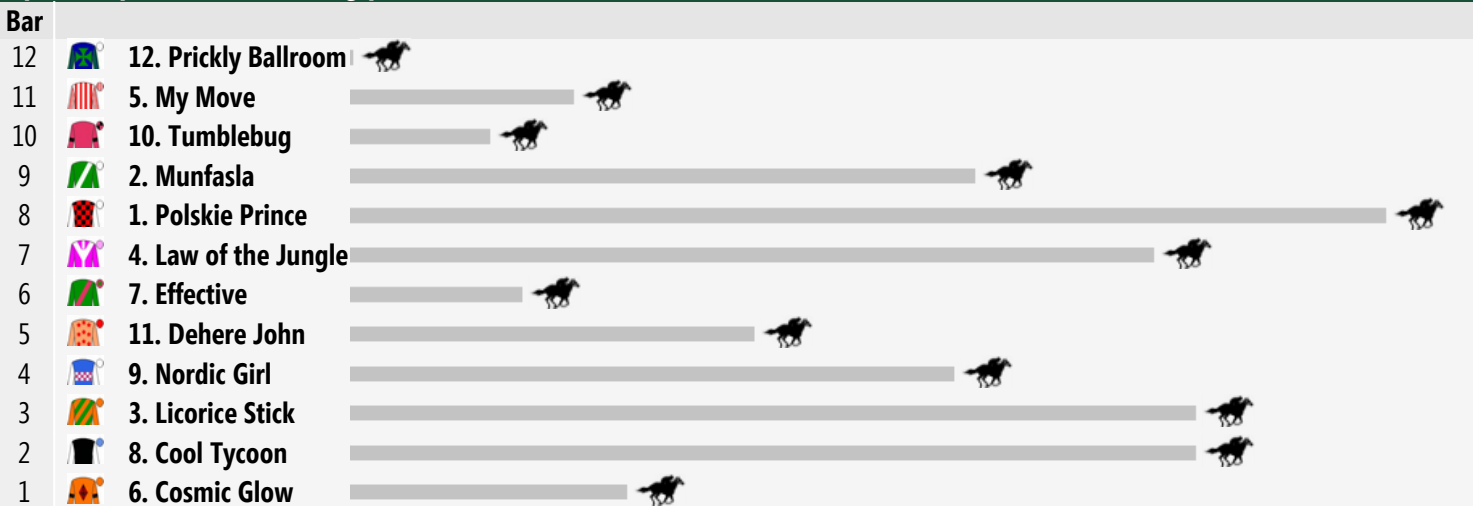 Bar
12 12. Prickly Ballroom
11 5. My Move
10 10. Tumblebug
9 2. Munfasla
8 1. Polskie Prince
7 4. Law of the Jungle
6 7. Effective
5 11. Dehere John
4 9. Nordic Girl
3 3. Licorice Stick
2 8. Cool Tycoon
1 6. Cosmic Glow